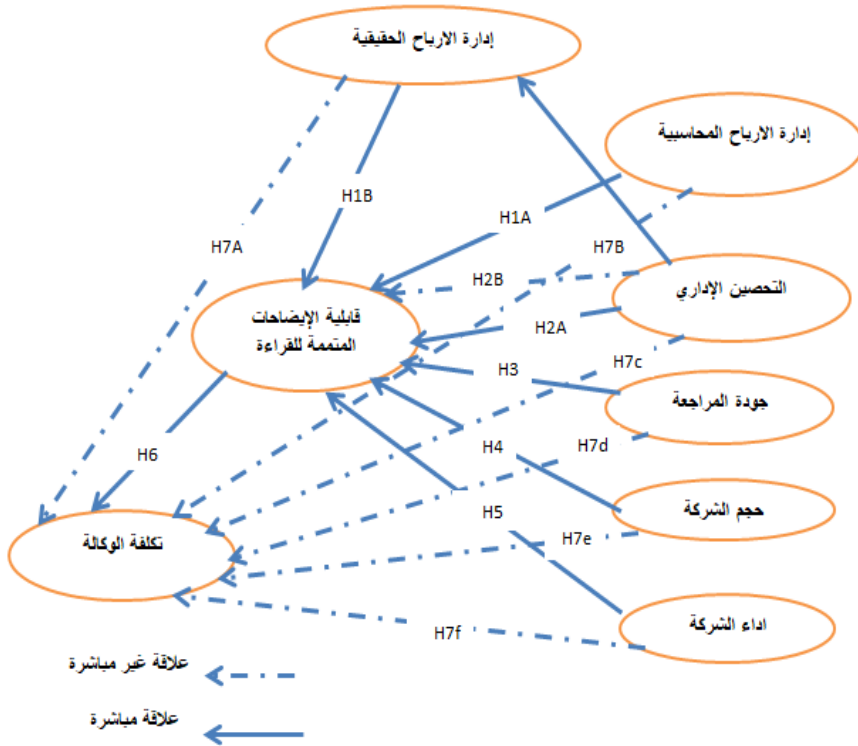 إدارة الارباح الحقيقية
إدارة الارباح المحاسبية
H1B
H1A
H7A
H7B
H2B
التحصين الإداري
قابلية الإيضاحات
المتممة للقراءة
H2A
H7c
H3
جودة المراجعة
H7d
H4
H6
حجم الشركة
H5
H7e
تكلفة الوكالة
اداء الشركة
H7f
علاقة غير مباشرة
علاقة مباشرة